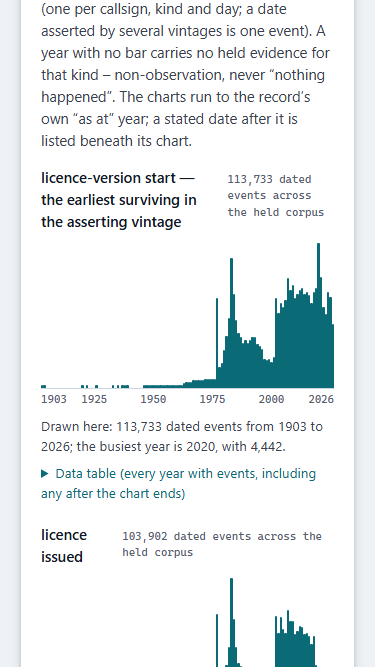 (one per callsign, kind and day; a date
asserted by several vintages is one event). A
year with no bar carries no held evidence for
that kind – non-observation, never “nothing
happened”. The charts run to the record’s
own “as at” year; a stated date after it is
listed beneath its chart.
licence-version start —
the earliest surviving in
the asserting vintage
113,733 dated
events across
the held corpus
1903 1925 1950 1975 2000 2026
Drawn here: 113,733 dated events from 1903 to
2026; the busiest year is 2020, with 4,442.
▶ Data table (every year with events, including
any after the chart ends)
licence
issued
103,902 dated events across the
held corpus